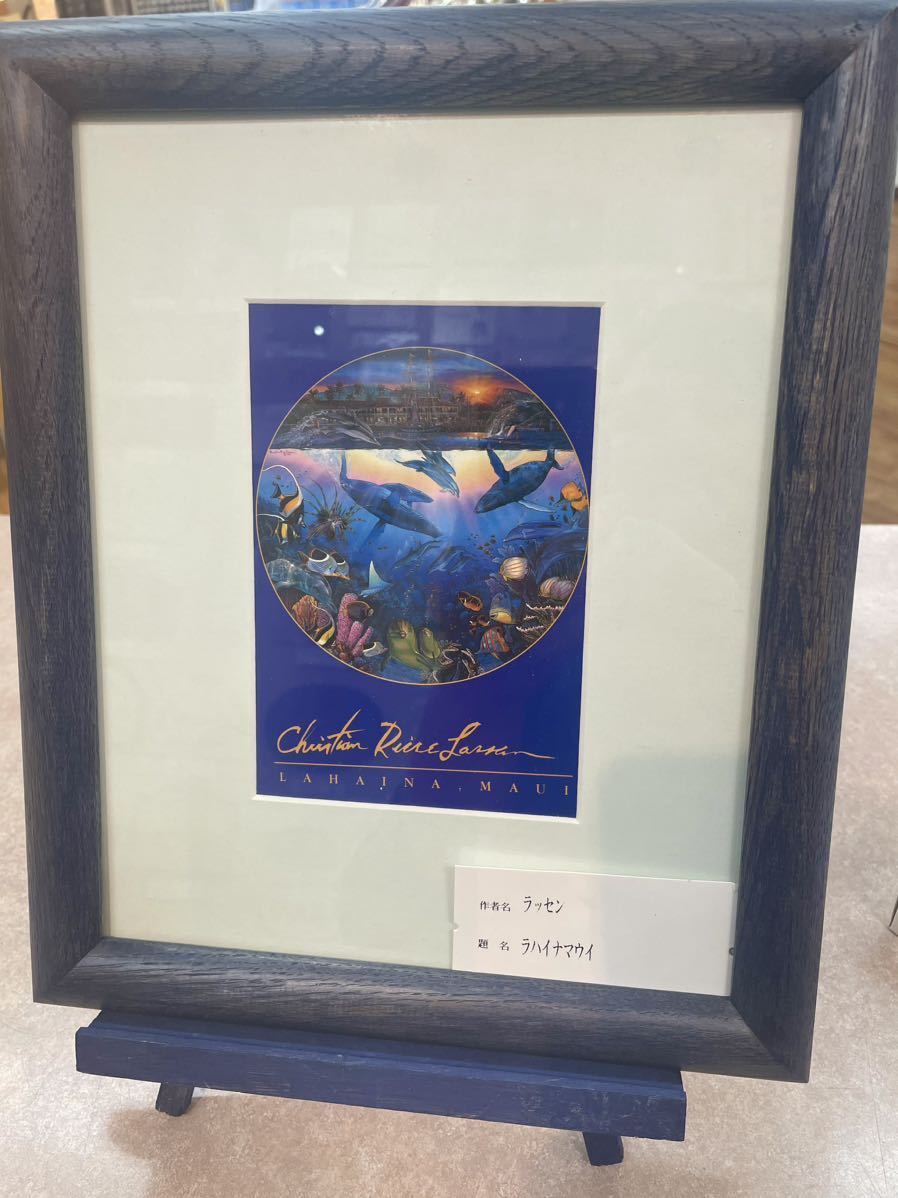 Christian Riese Lassen
LAHAINA, MAUI
作者名 ラッセン
題 名 ラハイナマウイ